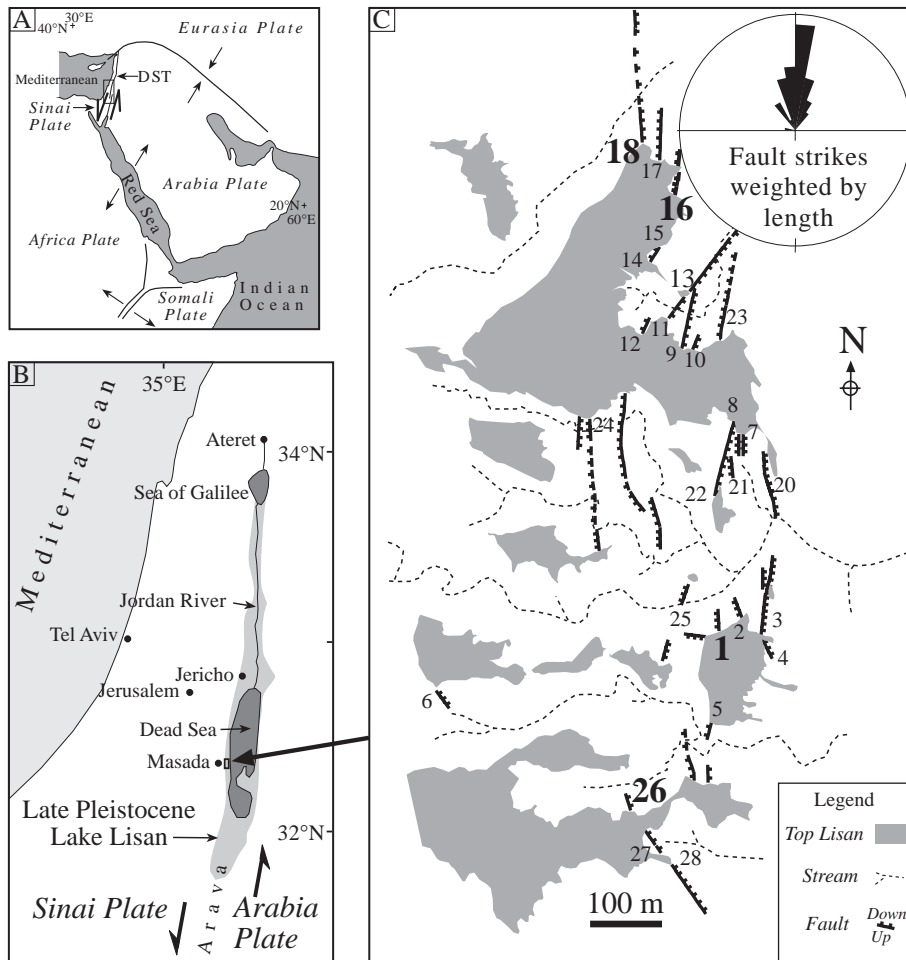 A
30°E
40°N+
Eurasia Plate
Mediterranean
DST
Sinai
Plate
Red Sea
Arabia Plate
20°N+
60°E
Africa Plate
Somali
Plate
Indian
Ocean
B
35°E
Mediterranean
Ateret
34°N
Sea of Galilee
Jordan River
Tel Aviv
Jericho
Jerusalem
Dead Sea
Masada
Late Pleistocene
Lake Lisan
32°N
Arava
Sinai Plate
Arabia
Plate
C
Fault strikes
weighted by
length
18
17
16
15
14
13
12
11
9
10
23
N
24
8
7
22
21
20
25
1
2
3
4
6
5
26
27
28
100 m
Legend
Top Lisan
Stream
Fault
Down
Up